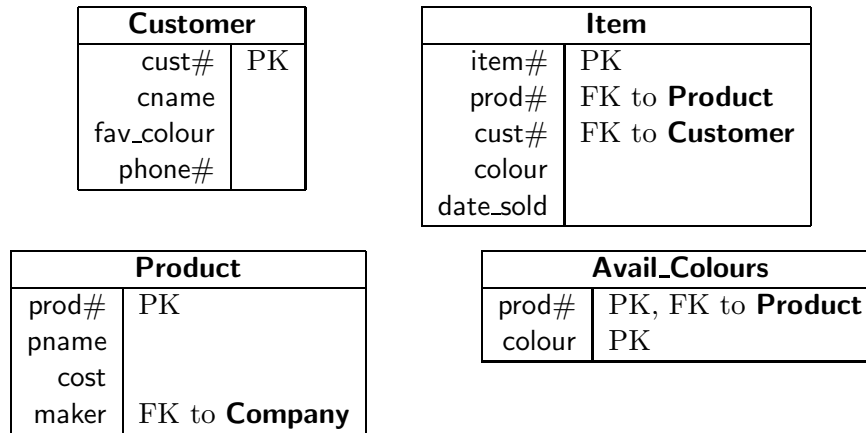 Customer
cust# PK
cname
fav_colour
phone#
Item
item# PK
prod# FK to Product
cust# FK to Customer
colour
date_sold
Product
prod# PK
pname
cost
maker FK to Company
Avail_Colours
prod# PK, FK to Product
colour PK